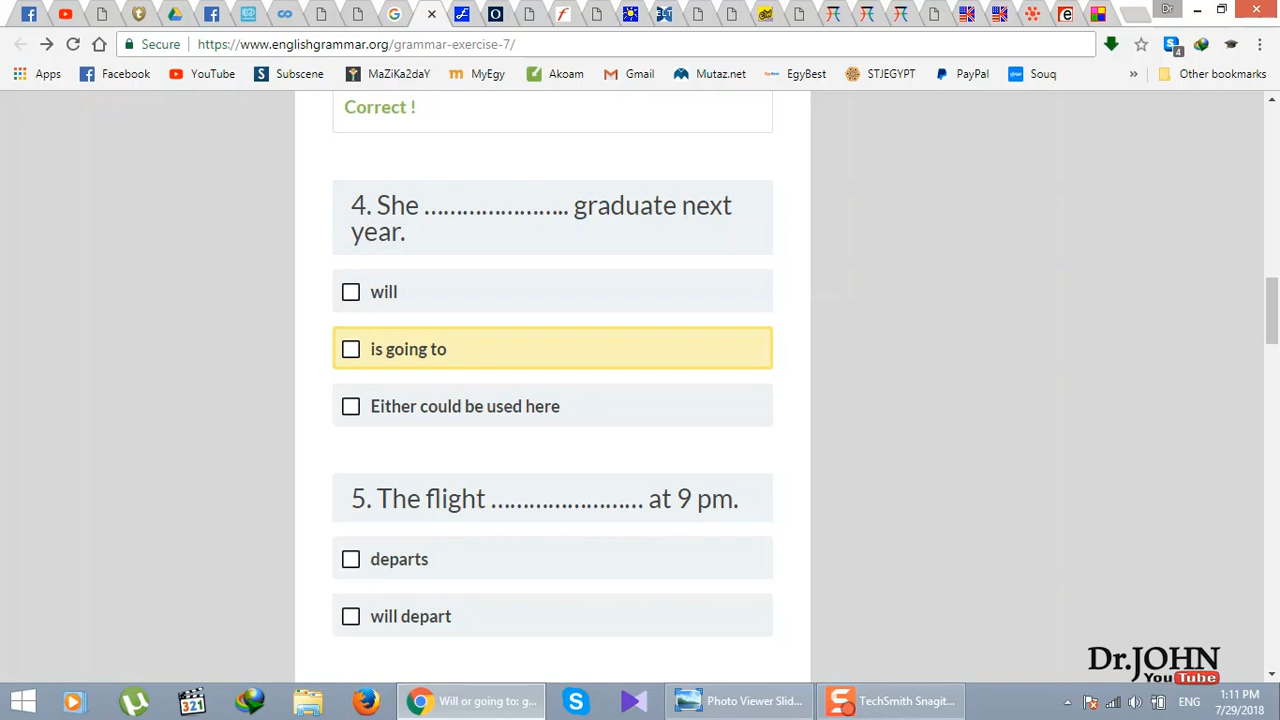 Dr
Secure
https://www.englishgrammar.org/grammar-exercise-7/
4
Apps
Facebook
YouTube
Subscene
MaZiKa2daY
MyEgy
Akoam
Gmail
Mutaz.net
EgyBest
STJEGYPT
PayPal
Souq
»
Other bookmarks
Correct !
4. She ………………….. graduate next
year.
will
is going to
Either could be used here
5. The flight …………………… at 9 pm.
departs
will depart
Dr.JOHN
YouTube
321
Will or going to: g...
Photo Viewer Slid...
TechSmith Snagit...
ENG
1:11 PM
7/29/2018